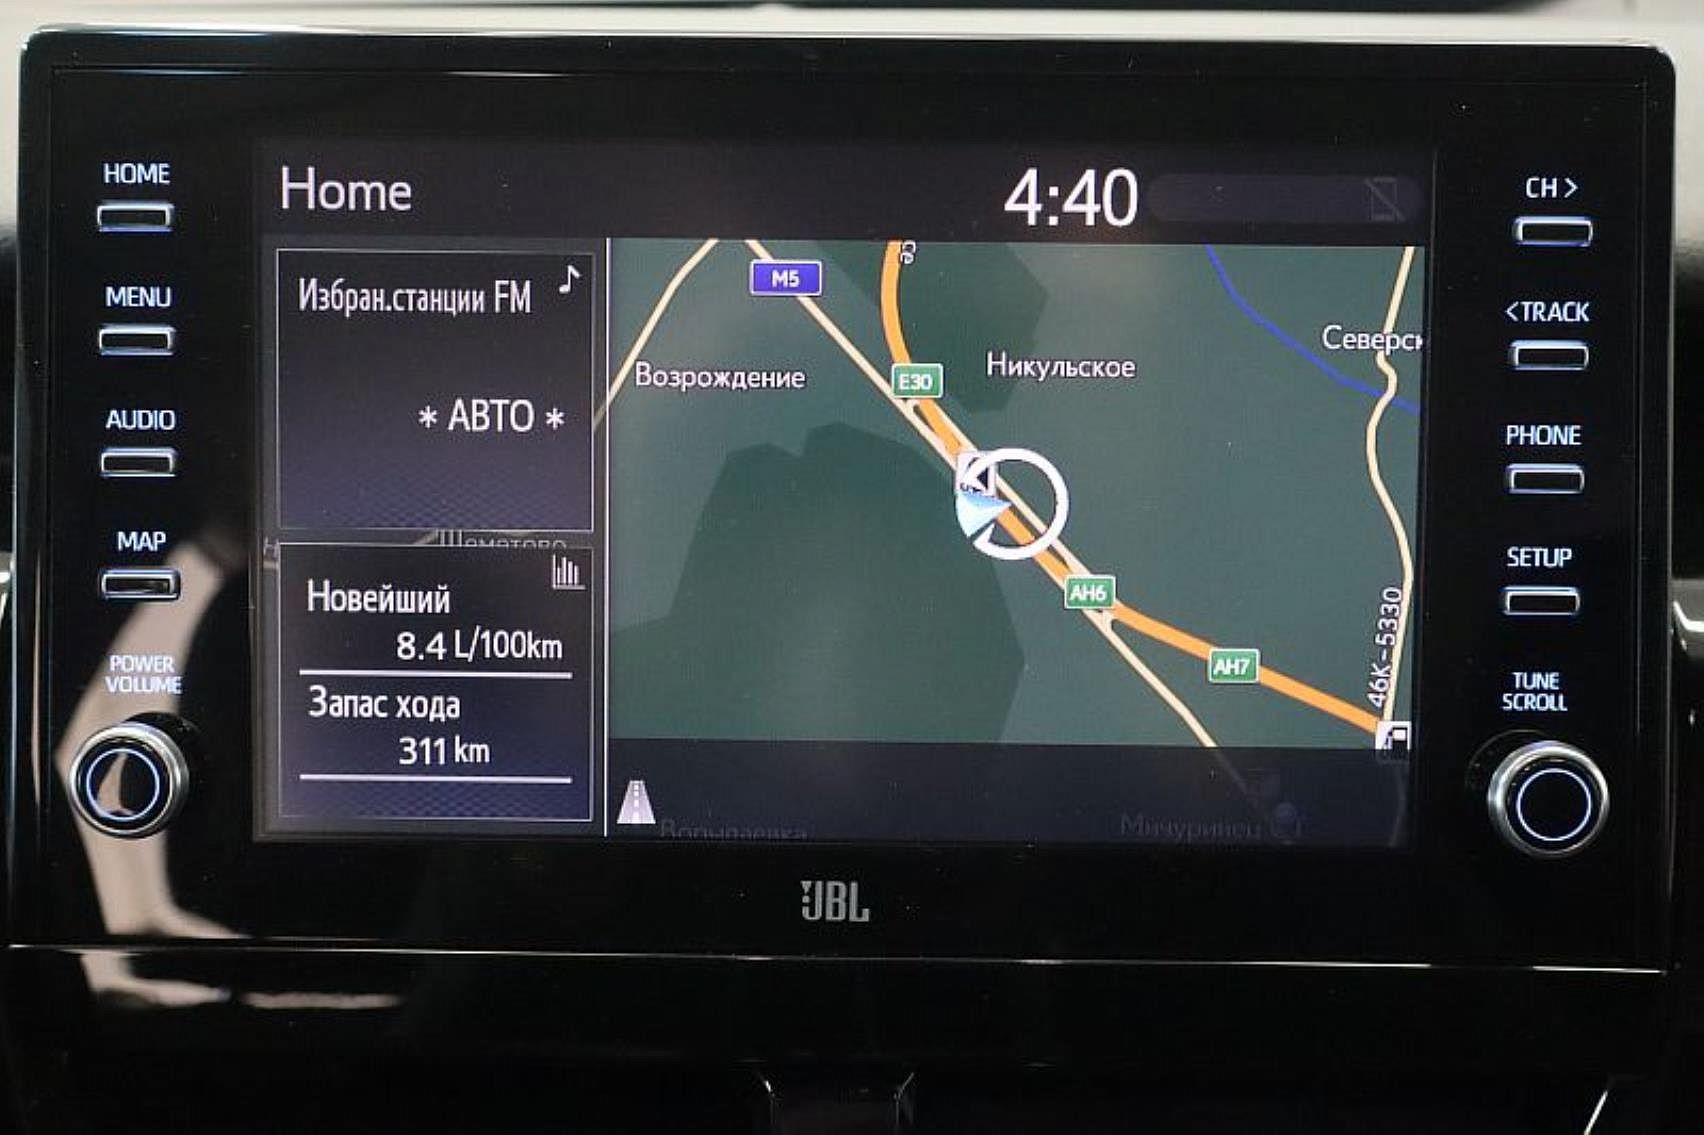 HOME
MENU
AUDIO
MAP
POWER
VOLUME
Home
4:40
Избран.станции FM
* АВТО *
Новейший
8.4 L/100km
Запас хода
311 km
M5
Возрождение
E30
Никульское
Северск
AH6
AH7
46K-5330
Мичуринец
JBL
CH >
<TRACK
PHONE
SETUP
TUNE
SCROLL